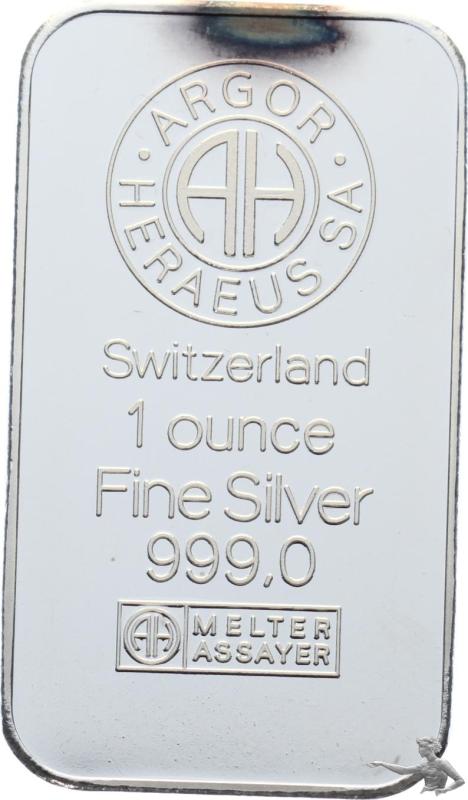 · ARGOR ·
HERAEUS SA
AH
Switzerland
1 ounce
Fine Silver
999,0
AH MELTER
ASSAYER